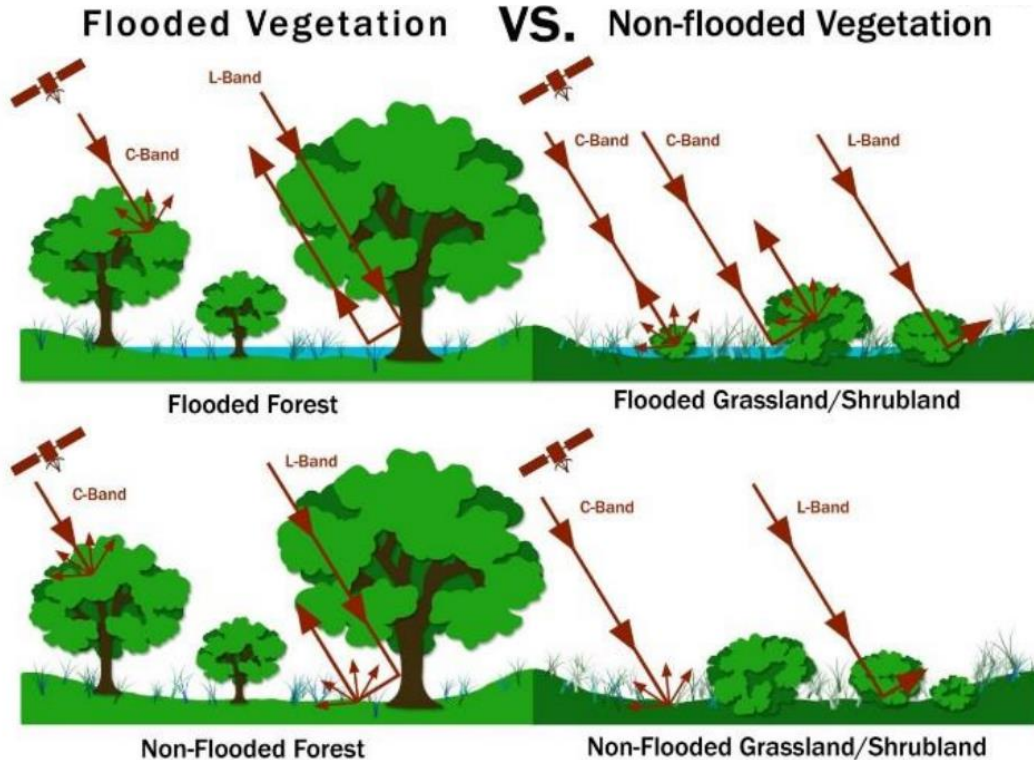 Flooded Vegetation VS. Non-flooded Vegetation
C-Band
L-Band
C-Band
C-Band
L-Band
Flooded Forest
Flooded Grassland/Shrubland
C-Band
L-Band
C-Band
L-Band
Non-Flooded Forest
Non-Flooded Grassland/Shrubland